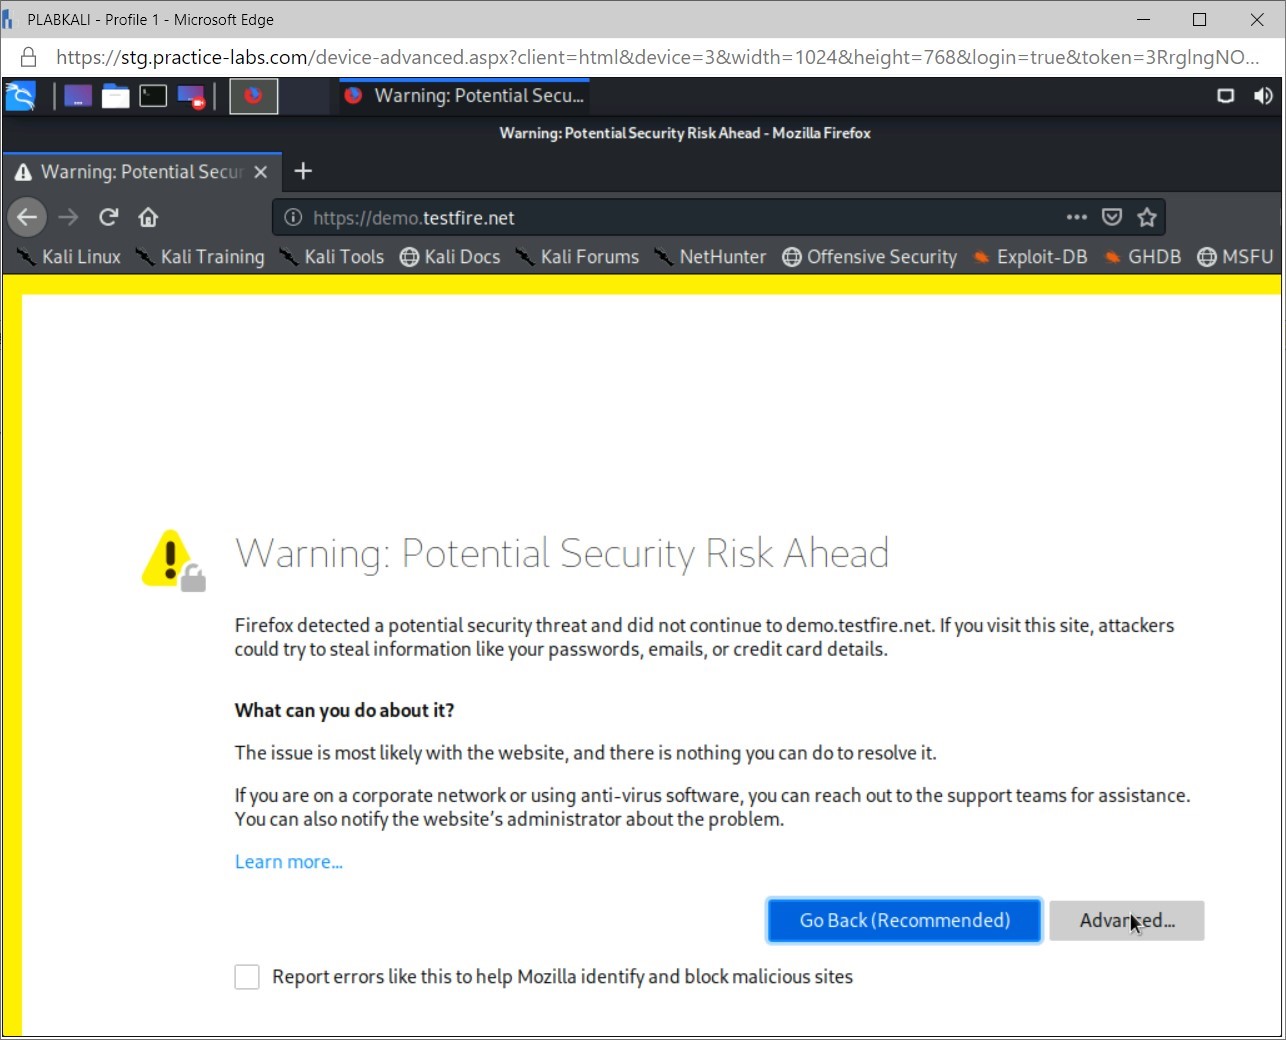 PLABKALI - Profile 1 - Microsoft Edge
https://stg.practice-labs.com/device-advanced.aspx?client=html&device=3&width=1024&height=768&login=true&token=3RrglngNO...
Warning: Potential Secu...
Warning: Potential Security Risk Ahead - Mozilla Firefox
Warning: Potential Secur
https://demo.testfire.net
Kali Linux Kali Training Kali Tools Kali Docs Kali Forums NetHunter Offensive Security Exploit-DB GHDB MSFU
Warning: Potential Security Risk Ahead
Firefox detected a potential security threat and did not continue to demo.testfire.net. If you visit this site, attackers
could try to steal information like your passwords, emails, or credit card details.
What can you do about it?
The issue is most likely with the website, and there is nothing you can do to resolve it.
If you are on a corporate network or using anti-virus software, you can reach out to the support teams for assistance.
You can also notify the website's administrator about the problem.
Learn more...
Go Back (Recommended) Advanced...
Report errors like this to help Mozilla identify and block malicious sites